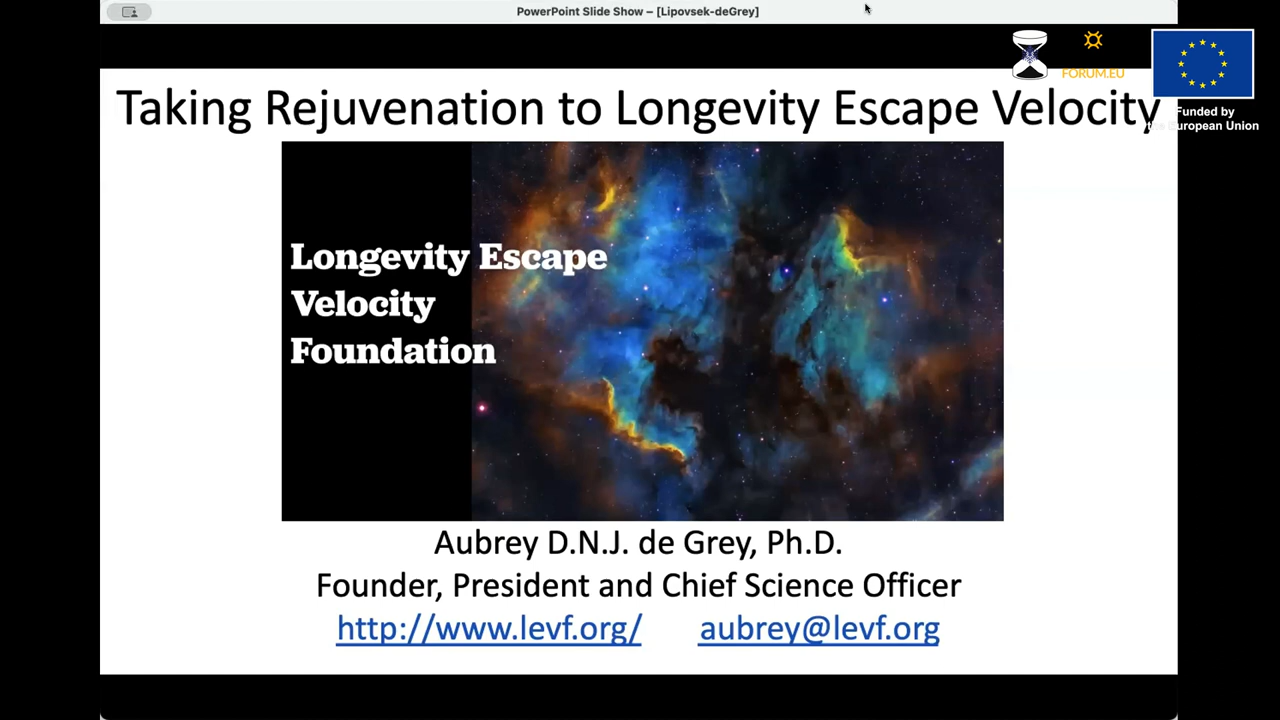 PowerPoint Slide Show – [Lipovsek-deGrey]
FORUM.EU
Funded by
the European Union
Taking Rejuvenation to Longevity Escape Velocity
Longevity Escape
Velocity
Foundation
Aubrey D.N.J. de Grey, Ph.D.
Founder, President and Chief Science Officer
http://www.levf.org/ aubrey@levf.org